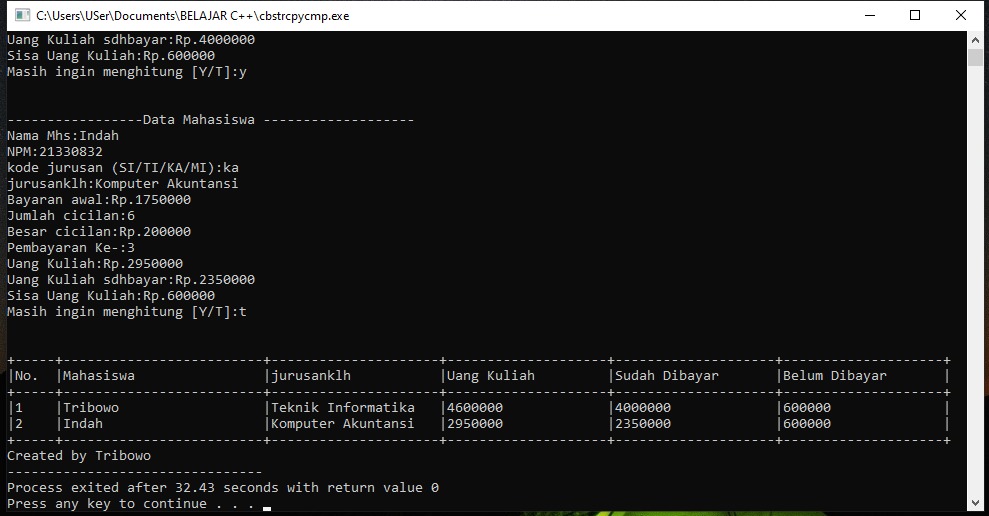 C:\Users\USer\Documents\BELAJAR C++\cbstrcpycmp.exe
Uang Kuliah sdhbayar:Rp.4000000
Sisa Uang Kuliah:Rp.600000
Masih ingin menghitung [Y/T]:y
-----------------Data Mahasiswa -------------------
Nama Mhs:Indah
NPM:21330832
kode jurusan (SI/TI/KA/MI):ka
jurusanklh:Komputer Akuntansi
Bayaran awal:Rp.1750000
Jumlah cicilan:6
Besar cicilan:Rp.200000
Pembayaran Ke-:3
Uang Kuliah:Rp.2950000
Uang Kuliah sdhbayar:Rp.2350000
Sisa Uang Kuliah:Rp.600000
Masih ingin menghitung [Y/T]:t
+-----+-------------------------+---------------------+--------------------+--------------------+--------------------+
|No.  |Mahasiswa                |jurusanklh           |Uang Kuliah         |Sudah Dibayar       |Belum Dibayar       |
+-----+-------------------------+---------------------+--------------------+--------------------+--------------------+
|1    |Tribowo                  |Teknik Informatika   |4600000             |4000000             |600000              |
|2    |Indah                    |Komputer Akuntansi   |2950000             |2350000             |600000              |
+-----+-------------------------+---------------------+--------------------+--------------------+--------------------+
Created by Tribowo
--------------------------------
Process exited after 32.43 seconds with return value 0
Press any key to continue . . .